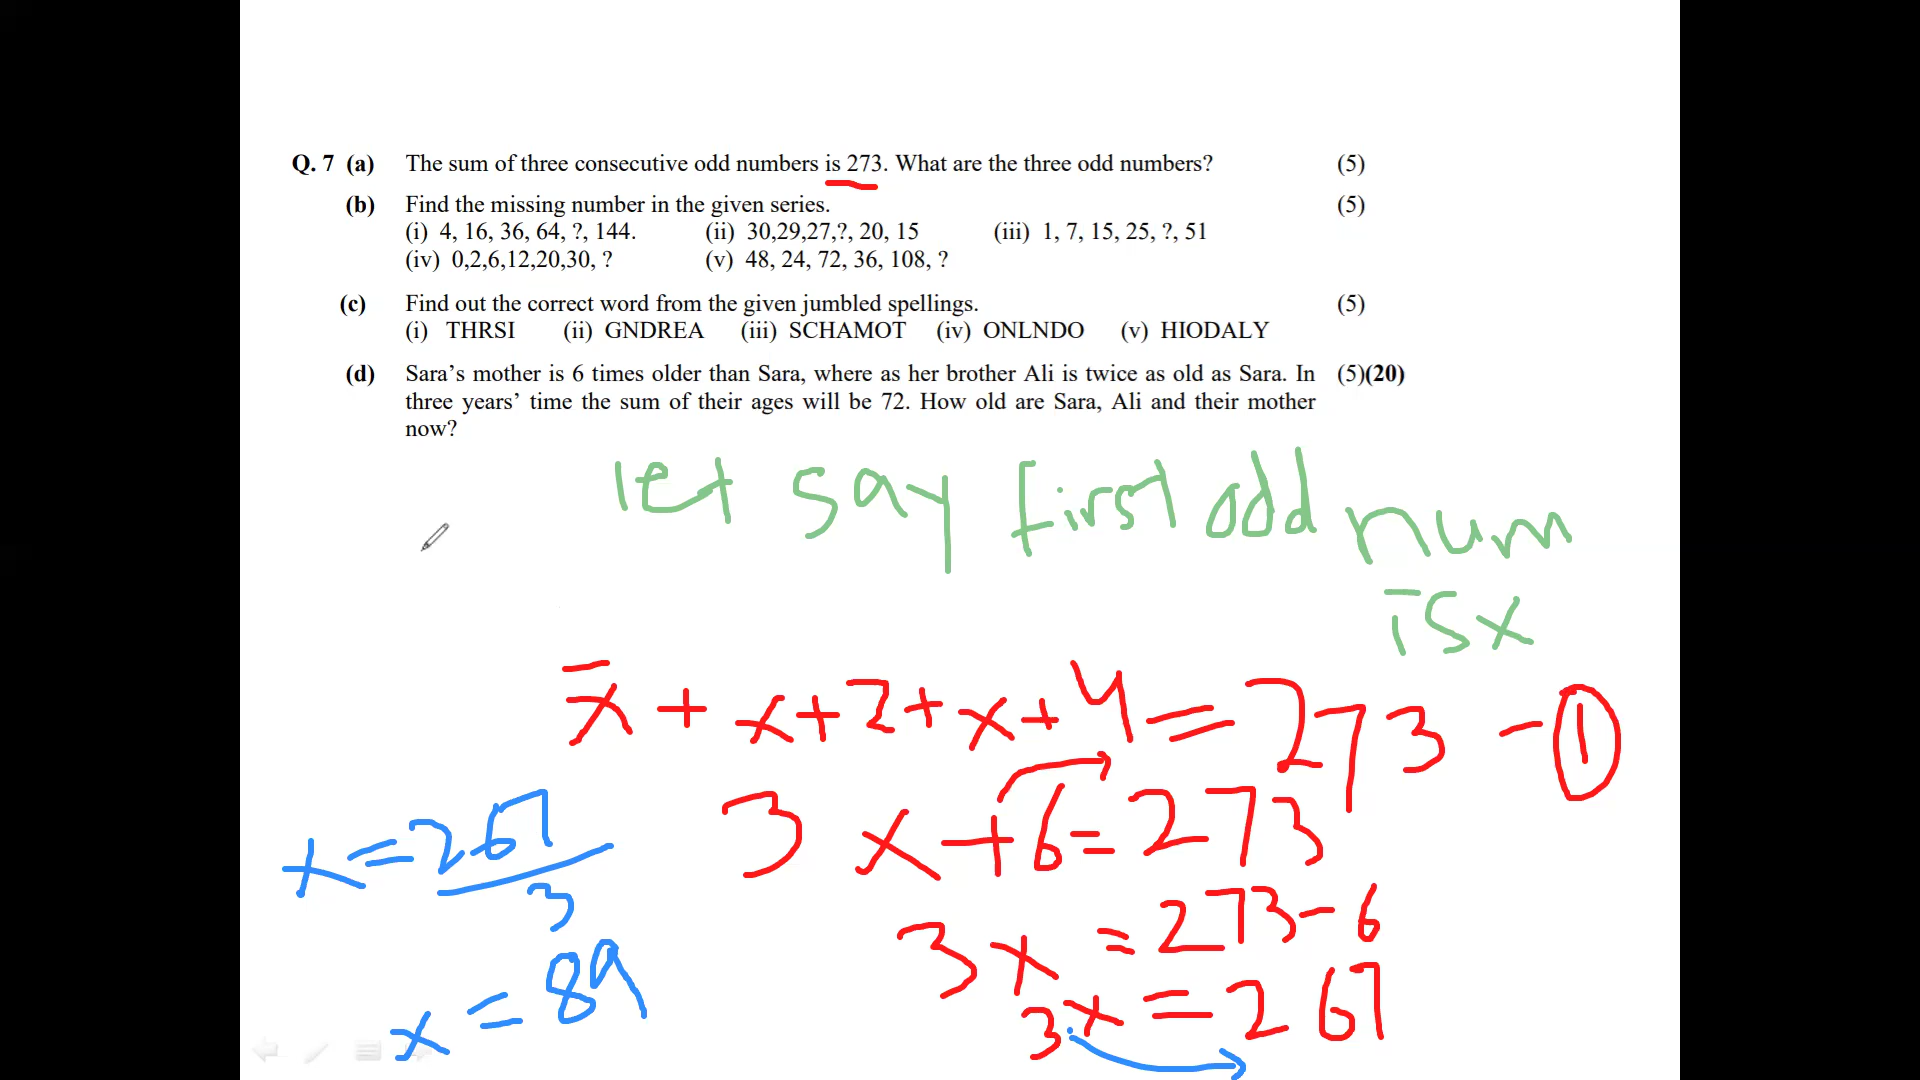 Q. 7 (a) The sum of three consecutive odd numbers is 273. What are the three odd numbers? (5)
(b) Find the missing number in the given series. (5)
(i) 4, 16, 36, 64, ?, 144. (ii) 30,29,27,?, 20, 15 (iii) 1, 7, 15, 25, ?, 51
(iv) 0,2,6,12,20,30, ? (v) 48, 24, 72, 36, 108, ?
(c) Find out the correct word from the given jumbled spellings. (5)
(i) THRSI (ii) GNDREA (iii) SCHAMOT (iv) ONLNDO (v) HIODALY
(d) Sara's mother is 6 times older than Sara, where as her brother Ali is twice as old as Sara. In (5)(20)
three years' time the sum of their ages will be 72. How old are Sara, Ali and their mother
now?
let say first odd num
is x
x + x+2+x+4 = 273 - 1
3x+6=273
3x = 273-6
3x = 267
x = 267
3
x = 89